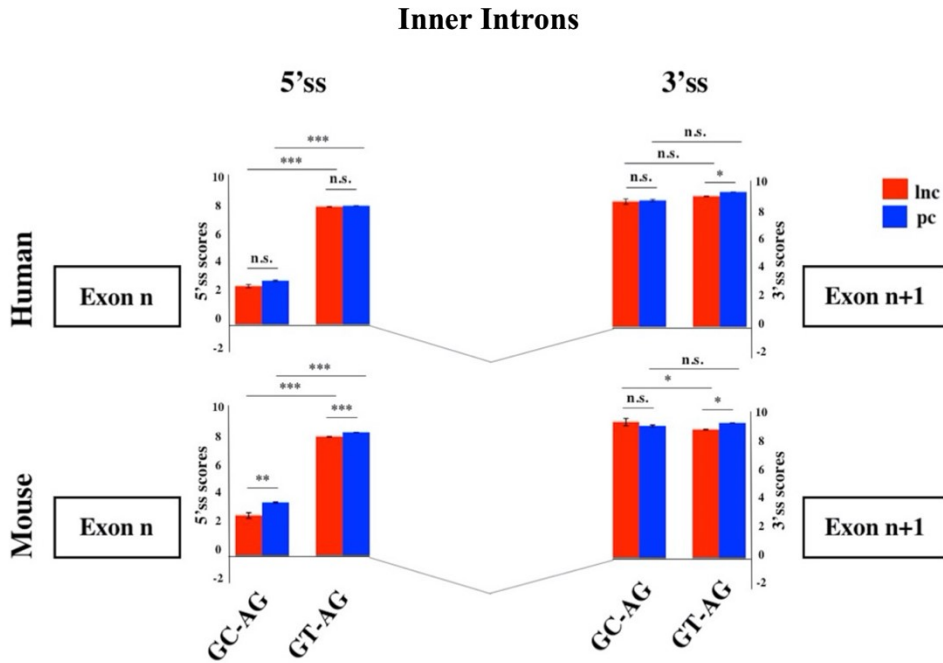 Inner Introns
5’ss
3’ss
Human
Exon n
5’ss scores
10
8
6
4
2
0
-2
n.s.
n.s.
***
***
n.s.
n.s.
n.s.
*
10
8
6
4
2
0
-2
3’ss scores
Exon n+1
lnc
pc
Mouse
Exon n
5’ss scores
10
8
6
4
2
0
-2
**
***
***
***
n.s.
*
n.s.
*
10
8
6
4
2
0
-2
3’ss scores
Exon n+1
GC-AG
GT-AG
GC-AG
GT-AG